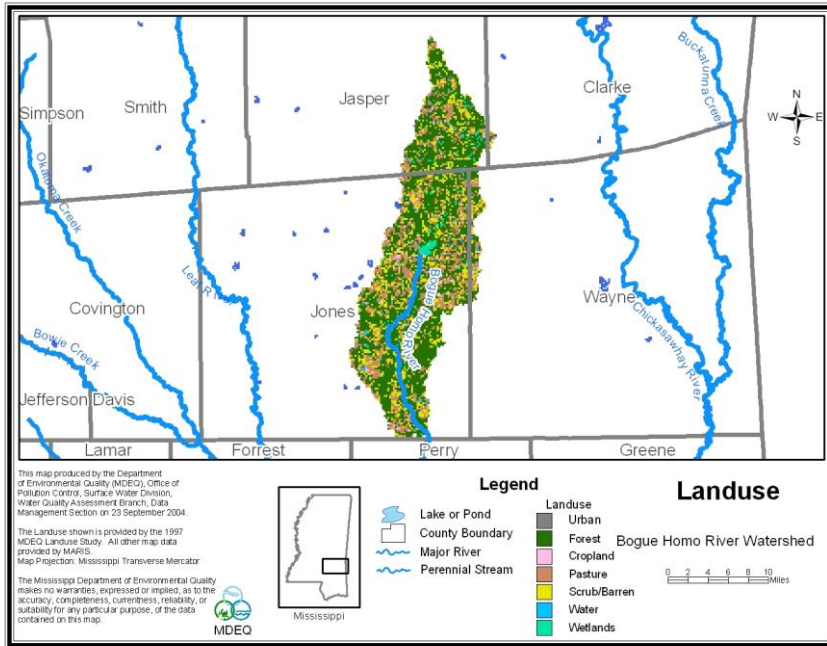 Simpson
Smith
Jasper
Clarke
Buckatunna Creek
N
W E
S
Okatoma Creek
Leaf River
Covington
Jones
Bogue Homo River
Wayne
Chickasawhay River
Bowie Creek
Jefferson Davis
Lamar
Forrest
Perry
Greene
This map produced by the Department
of Environmental Quality (MDEQ), Office of
Pollution Control, Surface Water Division,
Water Quality Assessment Branch, Data
Management Section on 23 September 2004.
The Landuse shown is provided by the 1997
MDEQ Landuse Study. All other map data
provided by MARIS.
Map Projection: Mississippi Transverse Mercator
The Mississippi Department of Environmental Quality
makes no warranties, expressed or implied, as to the
accuracy, completeness, currentness, reliability, or
suitability for any particular purpose, of the data
contained on this map.
MDEQ
Mississippi
Legend
Lake or Pond
County Boundary
Major River
Perennial Stream
Landuse
Urban
Forest
Cropland
Pasture
Scrub/Barren
Water
Wetlands
Landuse
Bogue Homo River Watershed
0 2 4 6 8 10
Miles